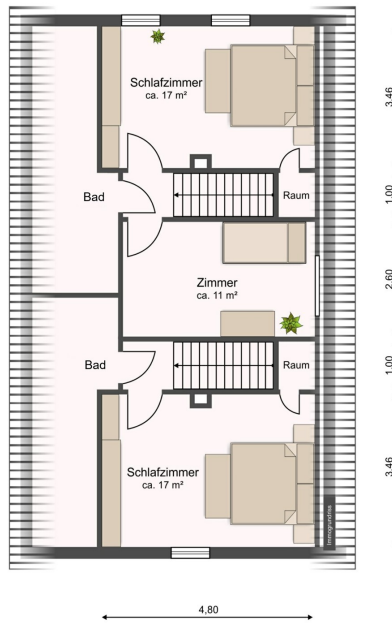 Schlafzimmer
ca. 17 m²
3.46
Bad
Raum
1.00
Zimmer
ca. 11 m²
2.60
Bad
Raum
1.00
Schlafzimmer
ca. 17 m²
3.46
Immogrundriss
4,80